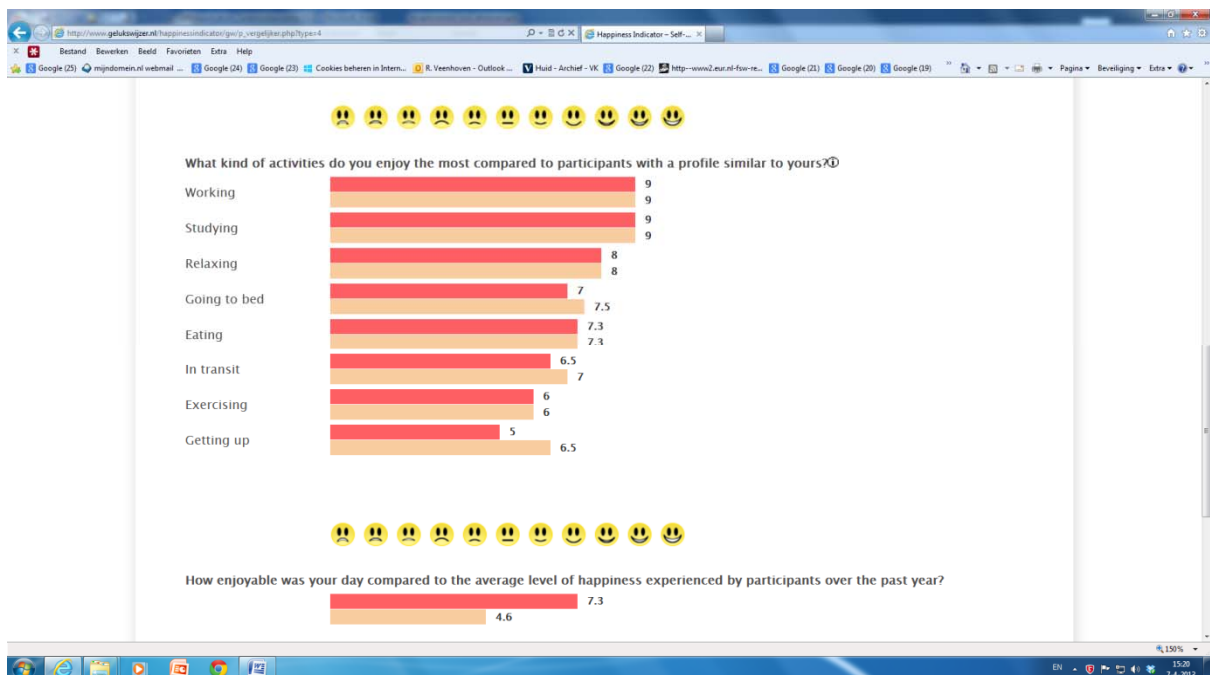 http://www.gelukswijzer.nl/happinessindicator/gw/p_vergelijker.php?type=4
Happiness Indicator – Self-...
Bestand Bewerken Beeld Favorieten Extra Help
Google (25) mijndomein.nl webmail ... Google (24) Google (23) Cookies beheren in Intern... R. Veenhoven - Outlook ... Huid - Archief - VK Google (22) http--www2.eur.nl-fsw-re... Google (21) Google (20) Google (19) Pagina Beveiliging Extra
What kind of activities do you enjoy the most compared to participants with a profile similar to yours?
Working
9
9
Studying
9
9
Relaxing
8
8
Going to bed
7
7.5
Eating
7.3
7.3
In transit
6.5
7
Exercising
6
6
Getting up
5
6.5
How enjoyable was your day compared to the average level of happiness experienced by participants over the past year?
7.3
4.6
150%
EN 15:20